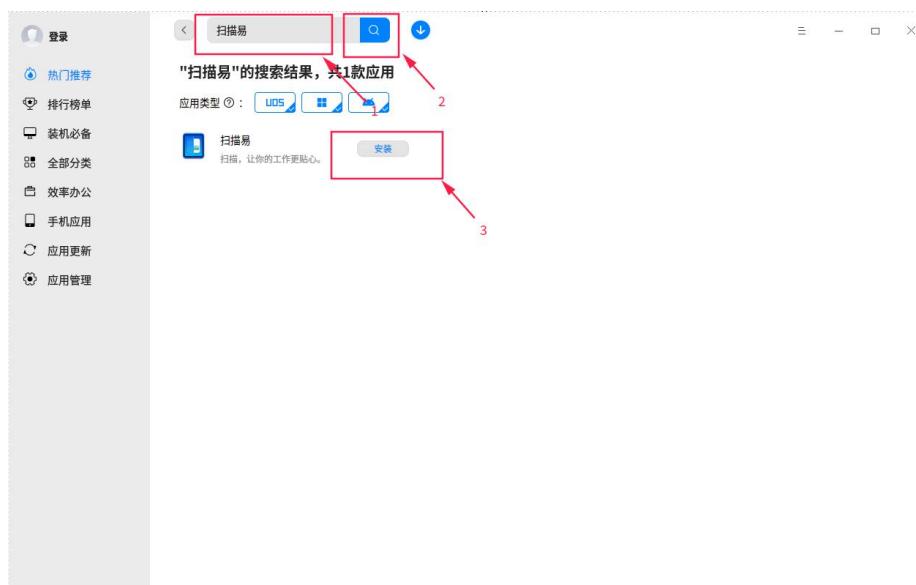 登录
扫描易
热门推荐
排行榜单
装机必备
全部分类
效率办公
手机应用
应用更新
应用管理
"扫描易"的搜索结果，共1款应用
应用类型 ?： UOS
扫描易
扫描，让你的工作更贴心。
安装
1
2
3